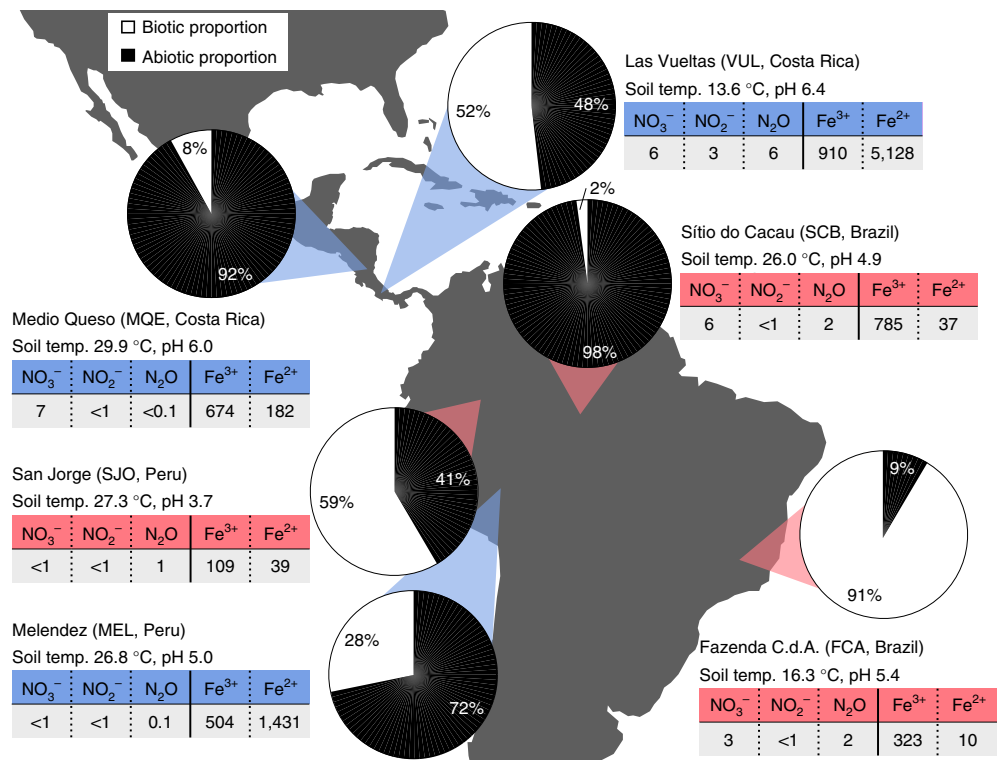 Biotic proportion
Abiotic proportion
52%
48%
Las Vueltas (VUL, Costa Rica)
Soil temp. 13.6 °C, pH 6.4
NO₃⁻ NO₂⁻ N₂O Fe³⁺ Fe²⁺
6 3 6 910 5,128
8%
92%
Medio Queso (MQE, Costa Rica)
Soil temp. 29.9 °C, pH 6.0
NO₃⁻ NO₂⁻ N₂O Fe³⁺ Fe²⁺
7 <1 <0.1 674 182
2%
98%
Sítio do Cacau (SCB, Brazil)
Soil temp. 26.0 °C, pH 4.9
NO₃⁻ NO₂⁻ N₂O Fe³⁺ Fe²⁺
6 <1 2 785 37
San Jorge (SJO, Peru)
Soil temp. 27.3 °C, pH 3.7
NO₃⁻ NO₂⁻ N₂O Fe³⁺ Fe²⁺
<1 <1 1 109 39
59%
41%
Melendez (MEL, Peru)
Soil temp. 26.8 °C, pH 5.0
NO₃⁻ NO₂⁻ N₂O Fe³⁺ Fe²⁺
<1 <1 0.1 504 1,431
28%
72%
9%
91%
Fazenda C.d.A. (FCA, Brazil)
Soil temp. 16.3 °C, pH 5.4
NO₃⁻ NO₂⁻ N₂O Fe³⁺ Fe²⁺
3 <1 2 323 10